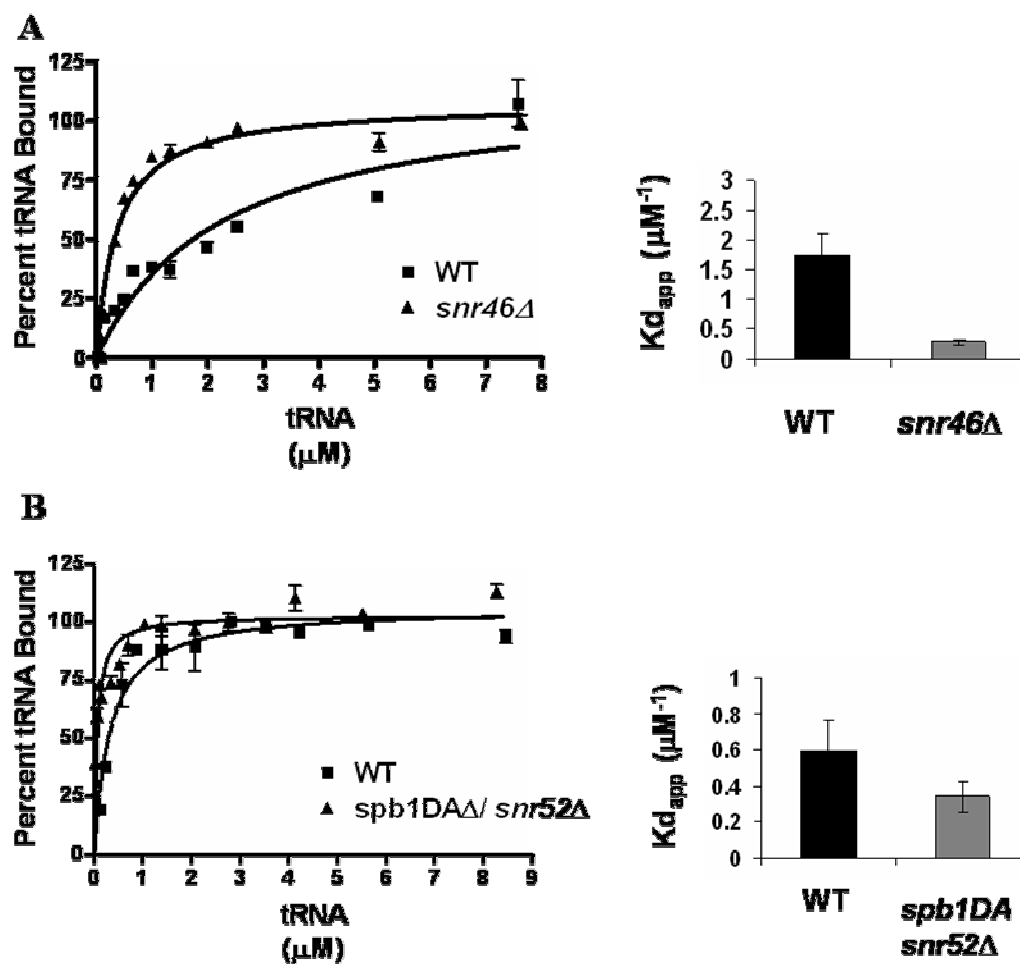 A
Percent tRNA Bound
125
100
75
50
25
0
0 1 2 3 4 5 6 7 8
tRNA
(μM)
WT
snr46Δ
Kd_app (μM⁻¹)
3
2.5
2
1.5
1
0.5
0
WT snr46Δ
B
Percent tRNA Bound
125
100
75
50
25
0
0 1 2 3 4 5 6 7 8 9
tRNA
(μM)
WT
spb1DAΔ/ snr52Δ
Kd_app (μM⁻¹)
1
0.8
0.6
0.4
0.2
0
WT spb1DA
snr52Δ